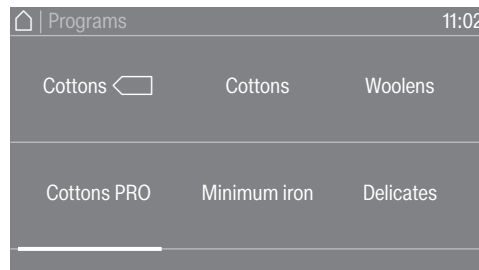 | Programs 11:02
Cottons Cottons Woolens
Cottons PRO Minimum iron Delicates